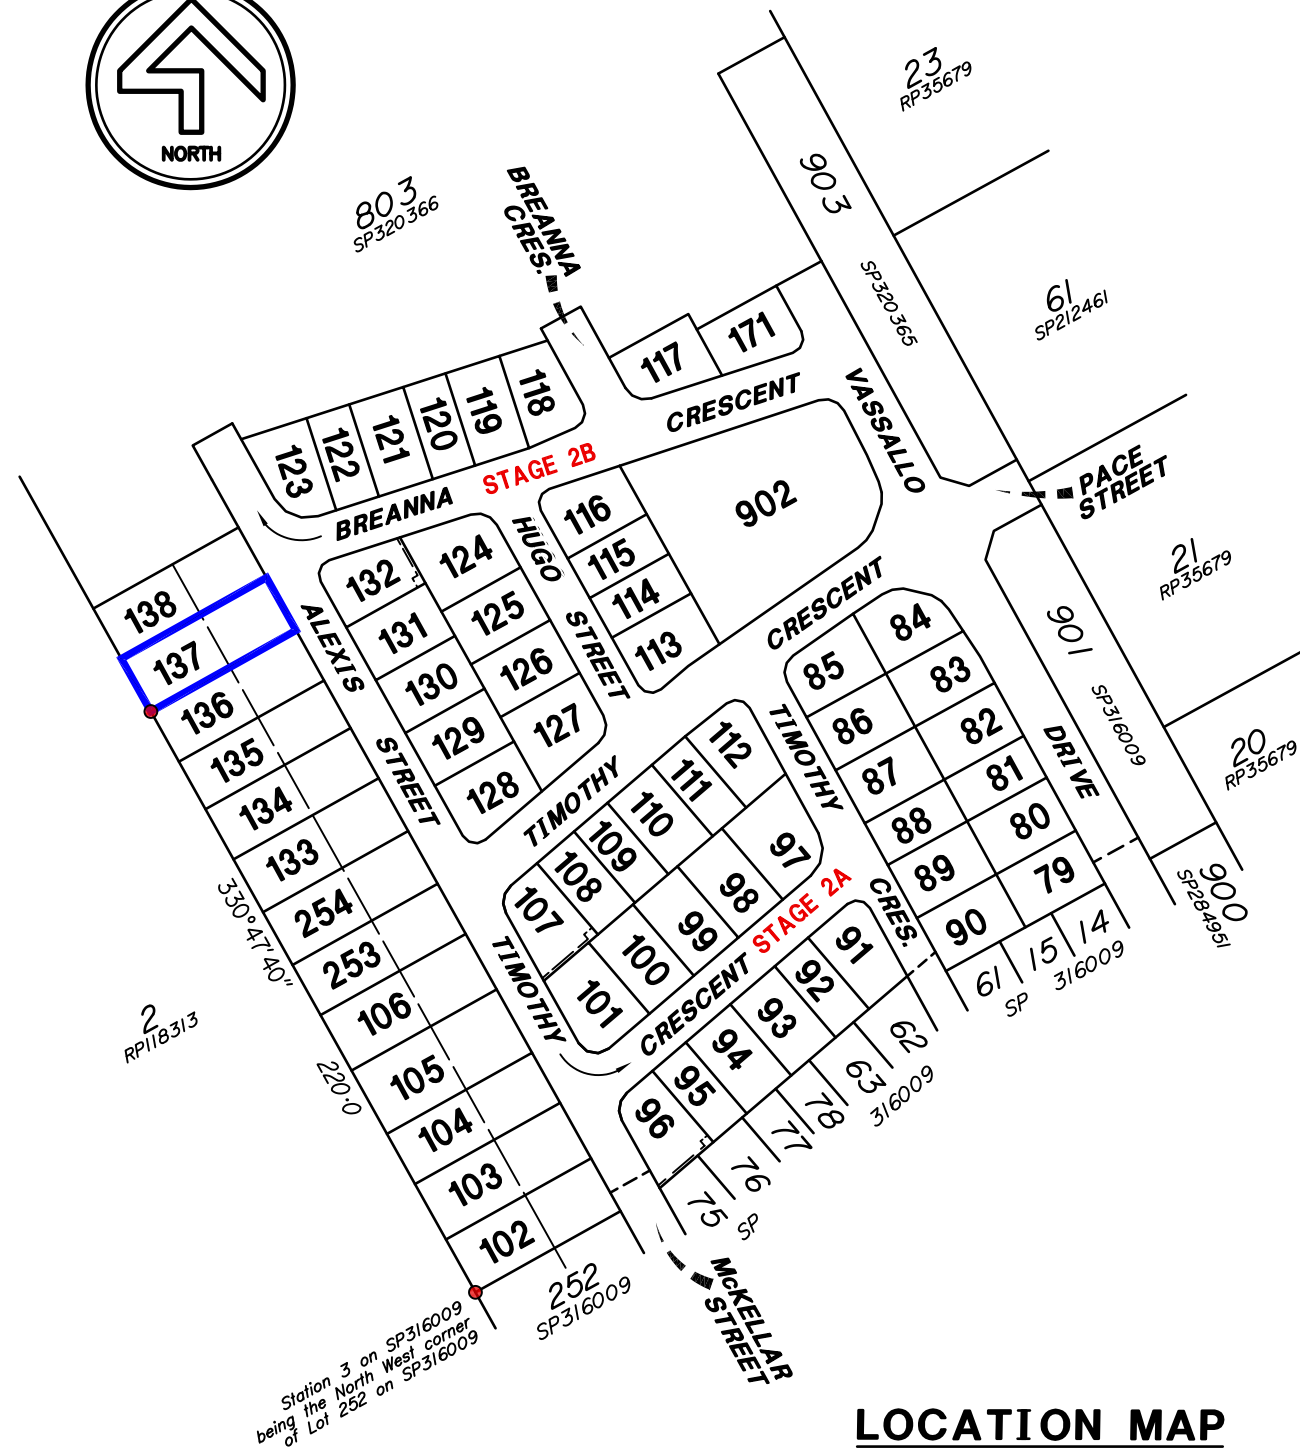 NORTH
23
RP35679
903
SP320365
803
SP320366
BREANNA
CRES.
61
SP212461
117
171
CRESCENT
VASSALLO
PACE
STREET
118
119
120
121
122
123
STAGE 2B
BREANNA
902
21
RP35679
116
115
114
113
HUGO
STREET
124
125
126
127
132
131
130
129
128
ALEXIS
STREET
138
137
136
135
134
133
254
253
106
105
104
103
102
330°47'40"
220·0
2
RP118313
CRESCENT
TIMOTHY
84
85
83
86
82
87
81
88
80
89
79
90
901
SP316009
20
RP35679
DRIVE
TIMOTHY
CRES.
900
SP284951
112
111
110
109
108
107
97
98
99
100
101
STAGE 2A
CRESCENT
TIMOTHY
91
92
93
94
95
96
61
15
14
SP
316009
62
63
78
77
76
75
SP
316009
252
SP316009
McKELLAR
STREET
Station 3 on SP316009
being the North West corner
of Lot 252 on SP316009
LOCATION MAP